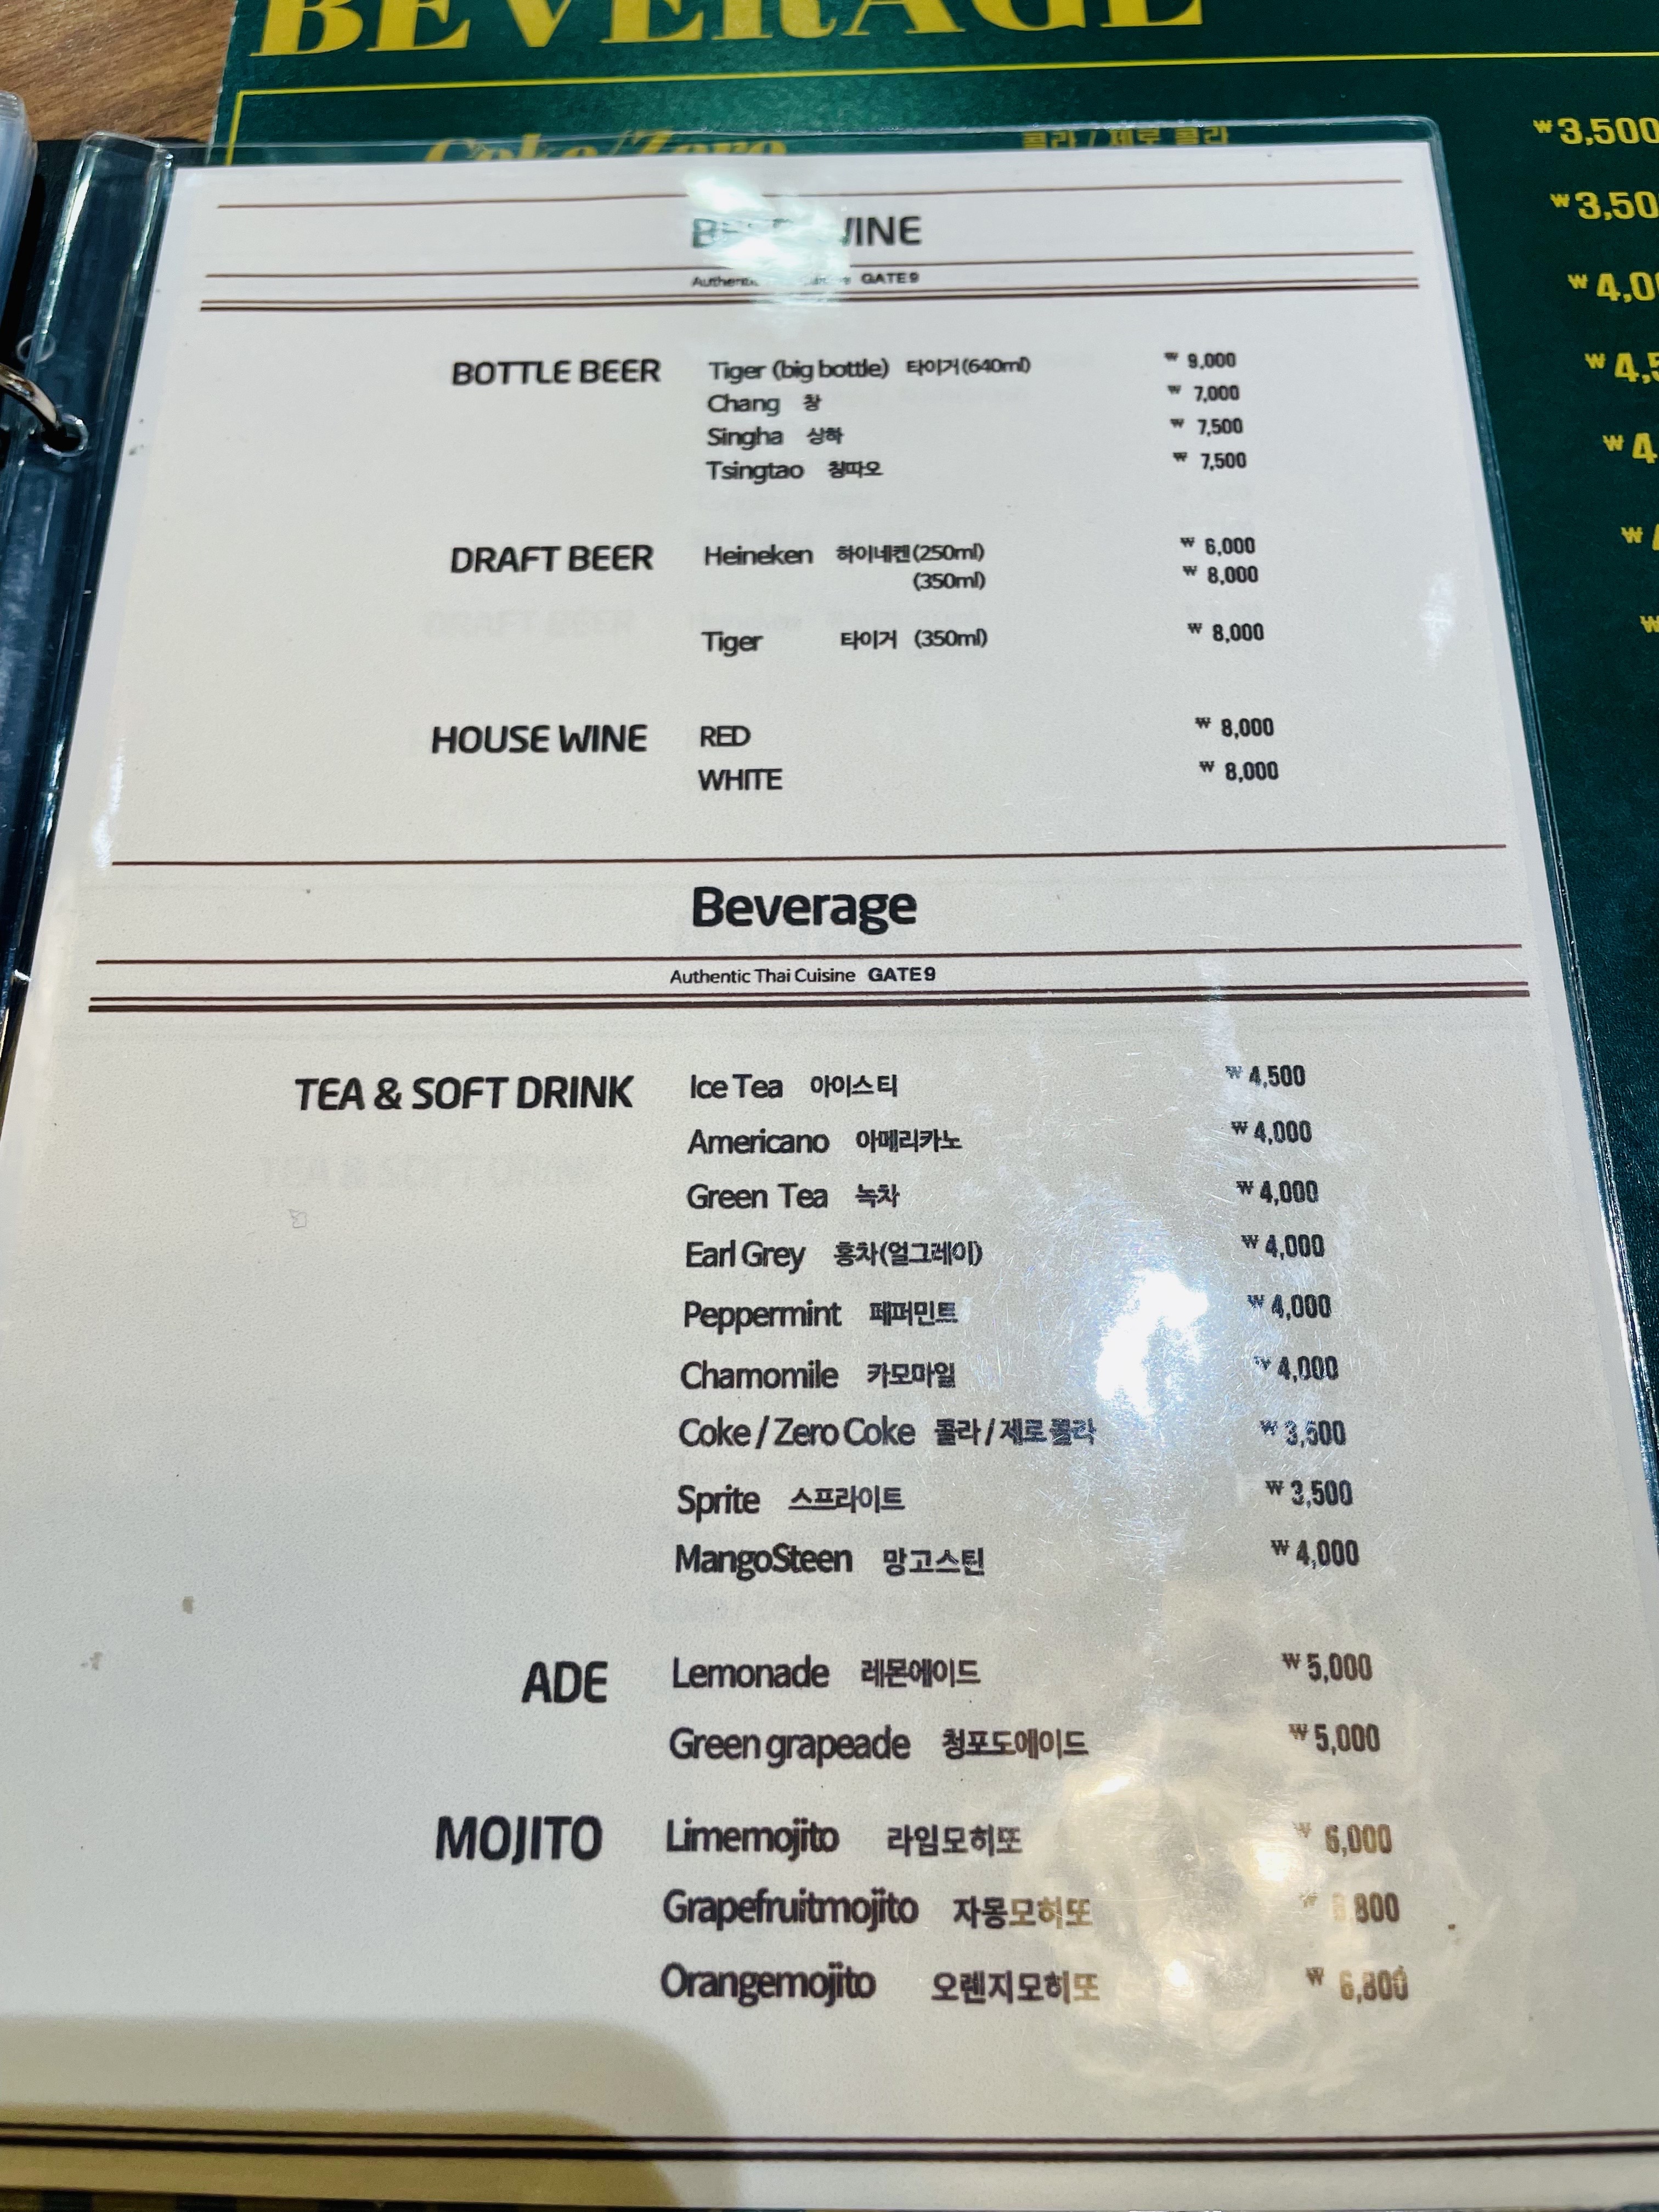 BEVERAGE
콜라 / 제로 콜라 ₩3,500
WINE
GATE9
BOTTLE BEER Tiger (big bottle) 타이거(640ml) ₩ 9,000
Chang 창 ₩ 7,000
Singha 싱하 ₩ 7,500
Tsingtao 칭따오 ₩ 7,500
DRAFT BEER Heineken 하이네켄(250ml) ₩ 6,000
(350ml) ₩ 8,000
Tiger 타이거 (350ml) ₩ 8,000
HOUSE WINE RED ₩ 8,000
WHITE ₩ 8,000
Beverage
Authentic Thai Cuisine GATE9
TEA & SOFT DRINK Ice Tea 아이스티 ₩ 4,500
Americano 아메리카노 ₩ 4,000
Green Tea 녹차 ₩ 4,000
Earl Grey 홍차(얼그레이) ₩ 4,000
Peppermint 페퍼민트 ₩ 4,000
Chamomile 카모마일 ₩ 4,000
Coke / Zero Coke 콜라 / 제로콜라 ₩ 3,500
Sprite 스프라이트 ₩ 3,500
MangoSteen 망고스틴 ₩ 4,000
ADE Lemonade 레몬에이드 ₩ 5,000
Green grapeade 청포도에이드 ₩ 5,000
MOJITO Limemojito 라임모히또 ₩ 6,000
Grapefruitmojito 자몽모히또 ₩ 6,800
Orangemojito 오렌지모히또 ₩ 6,800